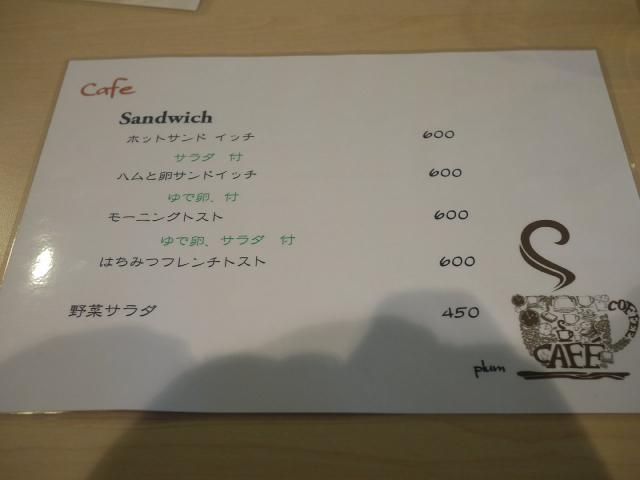 Cafe
Sandwich
ホットサンド イッチ 600
サラダ 付
ハムと卵サンドイッチ 600
ゆで卵、付
モーニングトスト 600
ゆで卵、サラダ 付
はちみつフレンチトスト 600
野菜サラダ 450
plum
COFFEE
CAFÉ